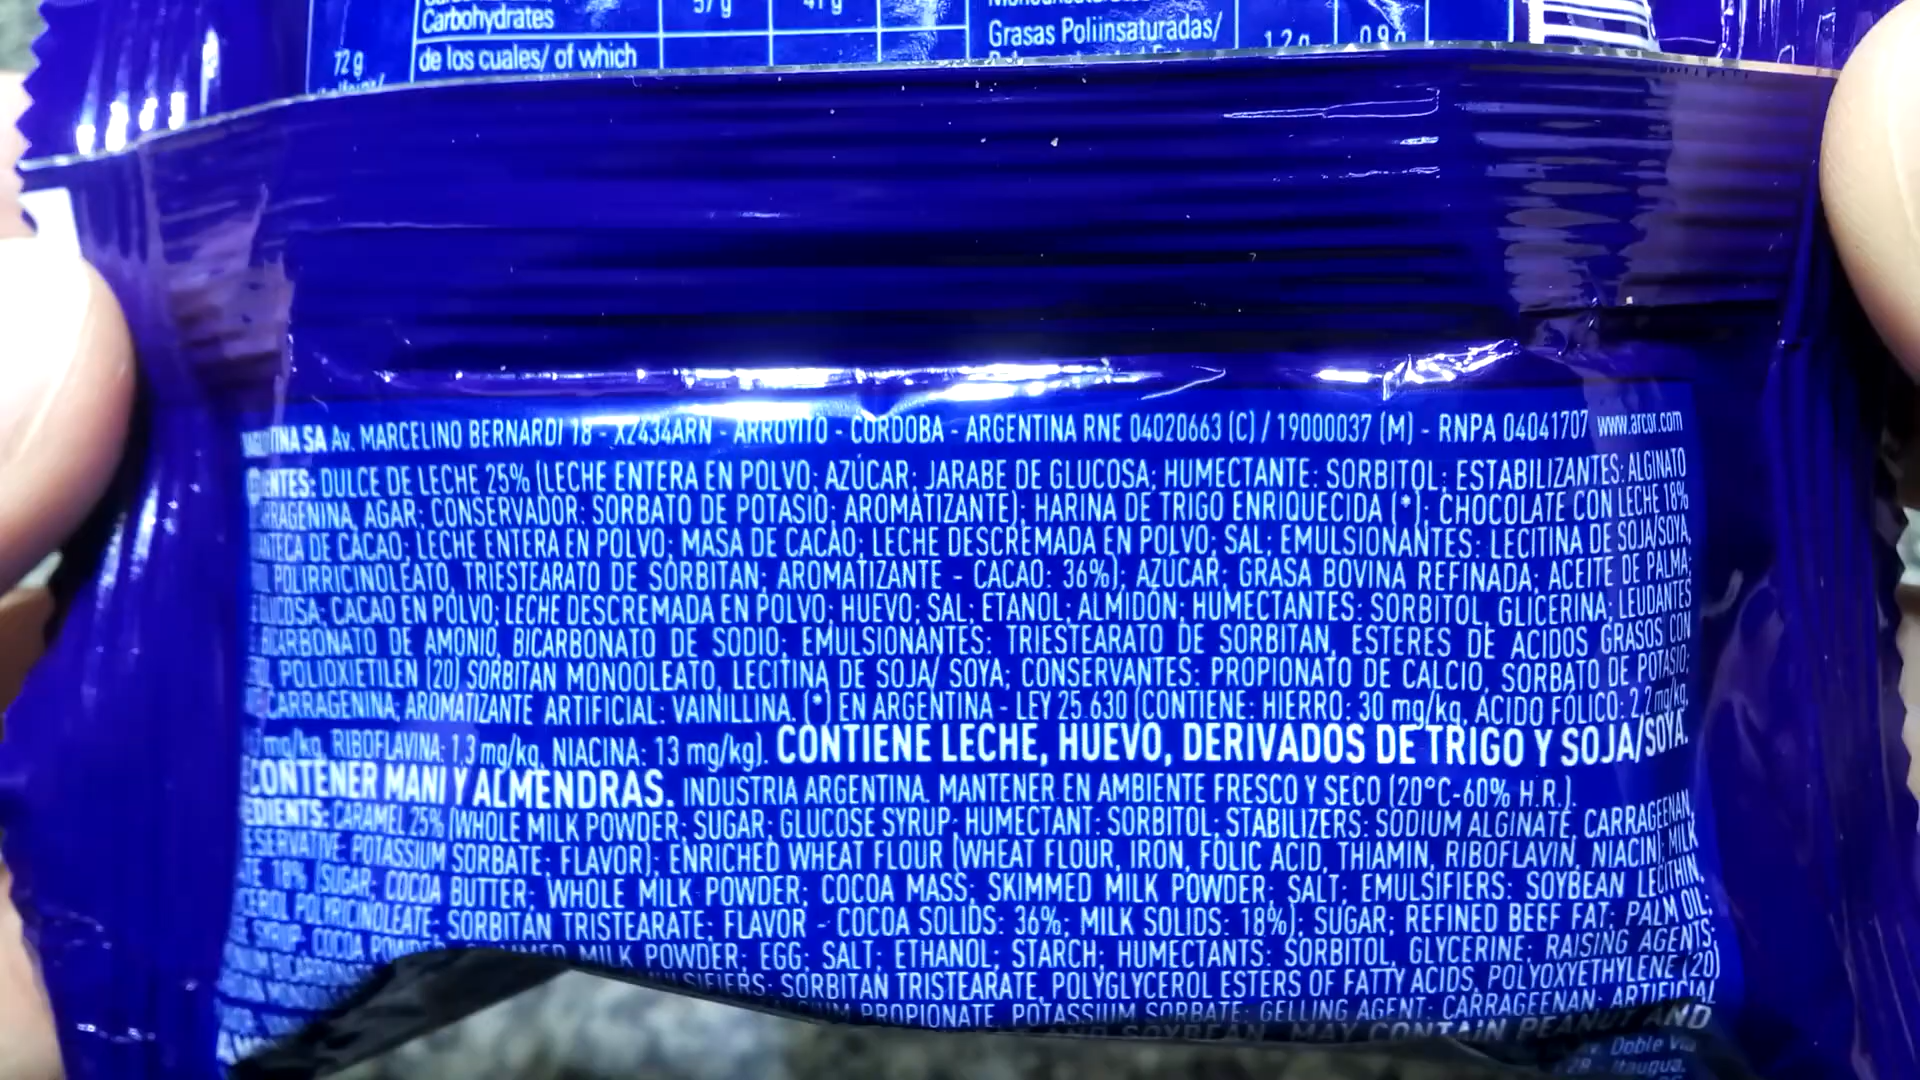 Carbohydrates
57 g 41 g
Grasas Poliinsaturadas/
1,2 g 0,9 g
72 g
de los cuales/ of which
SA Av. MARCELINO BERNARDI 18 - X2434ARN - ARROYITO - CÓRDOBA - ARGENTINA RNE 04020663 (C) / 19000037 (M) - RNPA 04041707 www.arcor.com
DULCE DE LECHE 25% (LECHE ENTERA EN POLVO; AZÚCAR; JARABE DE GLUCOSA; HUMECTANTE: SORBITOL; ESTABILIZANTES: ALGINATO
AGAR; CONSERVADOR: SORBATO DE POTASIO; AROMATIZANTE); HARINA DE TRIGO ENRIQUECIDA (*); CHOCOLATE CON LECHE 18%
DE CACAO; LECHE ENTERA EN POLVO; MASA DE CACAO; LECHE DESCREMADA EN POLVO; SAL; EMULSIONANTES: LECITINA DE SOJA/SOYA,
POLIRRICINOLEATO, TRIESTEARATO DE SORBITAN; AROMATIZANTE - CACAO: 36%); AZÚCAR; GRASA BOVINA REFINADA; ACEITE DE PALMA;
CACAO EN POLVO; LECHE DESCREMADA EN POLVO; HUEVO; SAL; ETANOL; ALMIDÓN; HUMECTANTES: SORBITOL, GLICERINA; LEUDANTES
BICARBONATO DE AMONIO, BICARBONATO DE SODIO; EMULSIONANTES: TRIESTEARATO DE SORBITAN, ESTERES DE ACIDOS GRASOS CON
POLIOXIETILEN (20) SORBITAN MONOOLEATO, LECITINA DE SOJA/ SOYA; CONSERVANTES: PROPIONATO DE CALCIO, SORBATO DE POTASIO;
CARRAGENINA; AROMATIZANTE ARTIFICIAL: VAINILLINA. (*) EN ARGENTINA - LEY 25.630 (CONTIENE: HIERRO: 30 mg/kg, ÁCIDO FÓLICO: 2,2 mg/kg,
mg/kg, RIBOFLAVINA: 1,3 mg/kg, NIACINA: 13 mg/kg). CONTIENE LECHE, HUEVO, DERIVADOS DE TRIGO Y SOJA/SOYA.
CONTENER MANI Y ALMENDRAS. INDUSTRIA ARGENTINA. MANTENER EN AMBIENTE FRESCO Y SECO (20°C-60% H.R.).
CARAMEL 25% (WHOLE MILK POWDER; SUGAR; GLUCOSE SYRUP; HUMECTANT: SORBITOL; STABILIZERS: SODIUM ALGINATE, CARRAGEENAN,
POTASSIUM SORBATE; FLAVOR); ENRICHED WHEAT FLOUR (WHEAT FLOUR, IRON, FOLIC ACID, THIAMIN, RIBOFLAVIN, NIACIN); MILK
18% (SUGAR; COCOA BUTTER; WHOLE MILK POWDER; COCOA MASS; SKIMMED MILK POWDER; SALT; EMULSIFIERS: SOYBEAN LECITHIN,
POLYRICINOLEATE; SORBITAN TRISTEARATE; FLAVOR - COCOA SOLIDS: 36%; MILK SOLIDS: 18%); SUGAR; REFINED BEEF FAT; PALM OIL;
SYRUP; COCOA MILK POWDER; EGG; SALT; ETHANOL; STARCH; HUMECTANTS: SORBITOL, GLYCERINE; RAISING AGENTS:
SORBITAN TRISTEARATE, POLYGLYCEROL ESTERS OF FATTY ACIDS, POLYOXYETHYLENE (20)
PROPIONATE, POTASSIUM SORBATE; GELLING AGENT: CARRAGEENAN; ARTIFICIAL
SOYBEAN. MAY CONTAIN PEANUT AND
Doble
Itaugua.